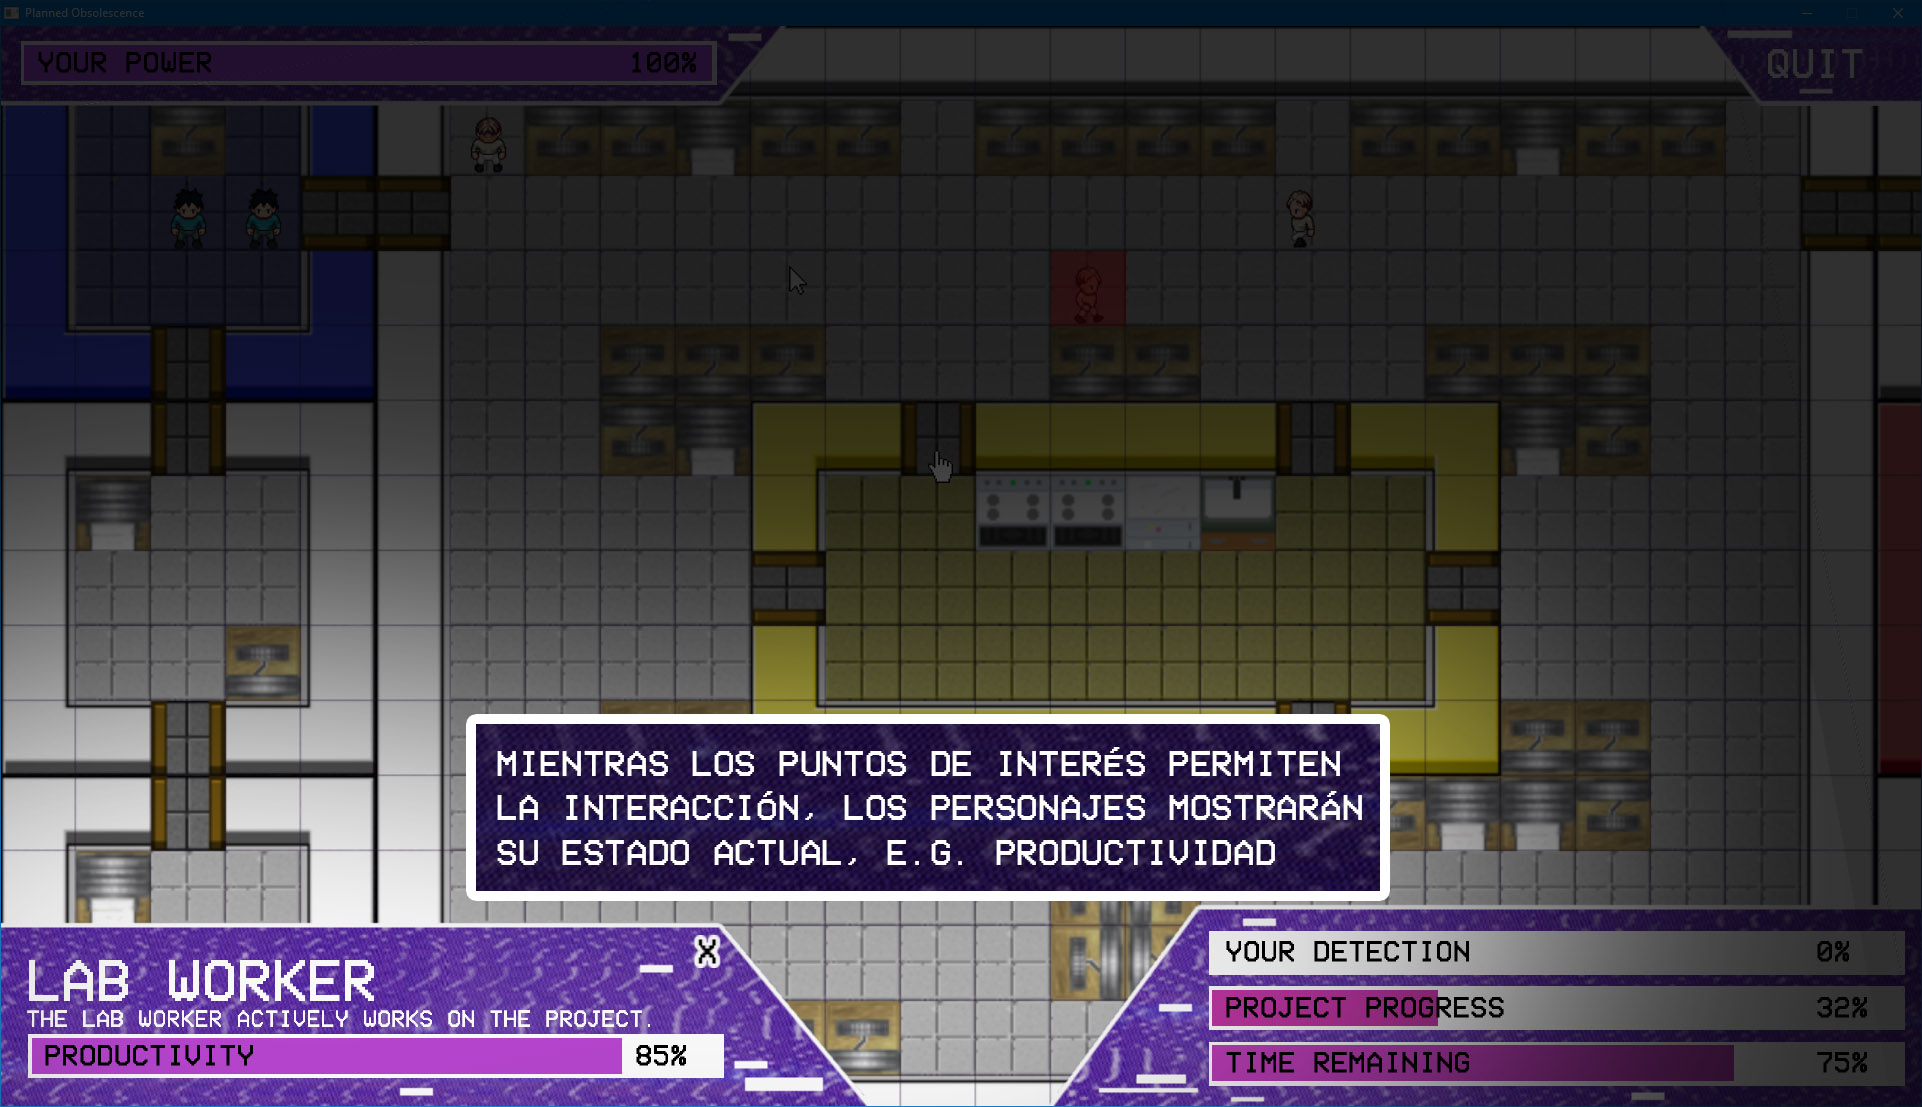 Planned Obsolescence
YOUR POWER 100%
QUIT
MIENTRAS LOS PUNTOS DE INTERÉS PERMITEN
LA INTERACCIÓN, LOS PERSONAJES MOSTRARÁN
SU ESTADO ACTUAL, E.G. PRODUCTIVIDAD
X
LAB WORKER
THE LAB WORKER ACTIVELY WORKS ON THE PROJECT.
PRODUCTIVITY 85%
YOUR DETECTION 0%
PROJECT PROGRESS 32%
TIME REMAINING 75%